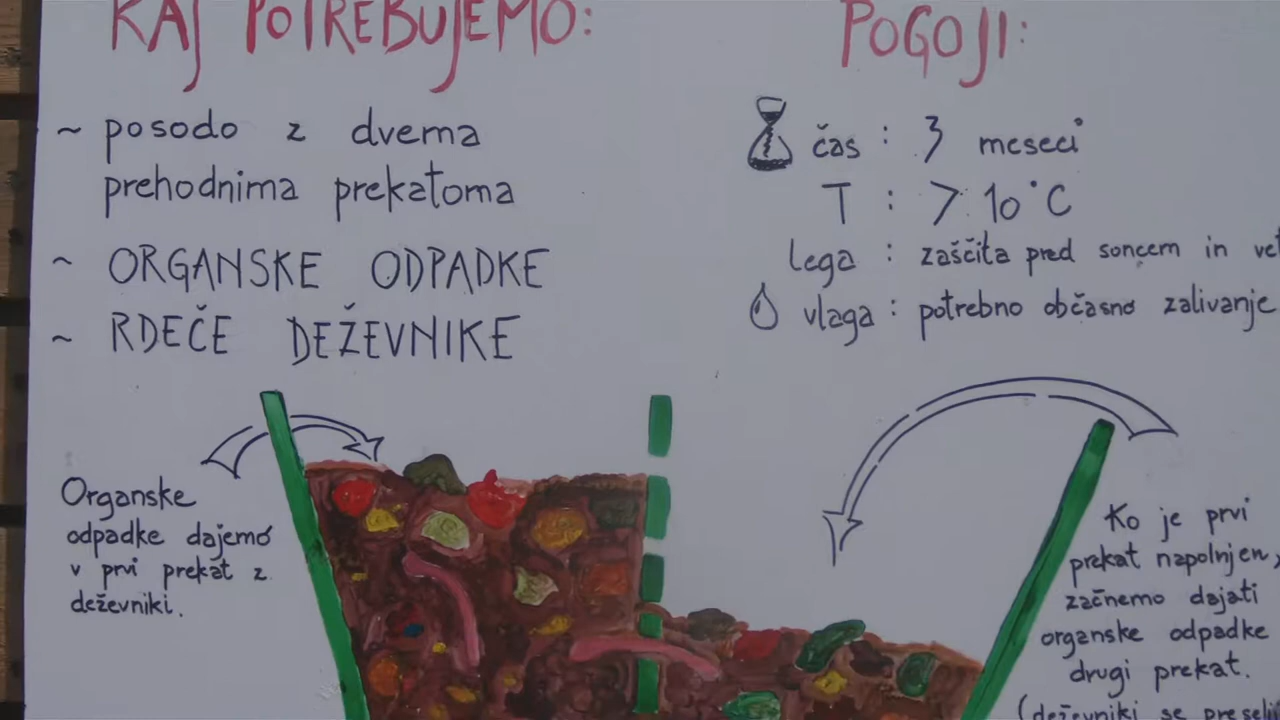 KAJ POTREBUJEMO:
~ posodo z dvema
prehodnima prekatoma
~ ORGANSKE ODPADKE
~ RDEČE DEŽEVNIKE
POGOJI:
čas : 3 meseci
T : > 10°C
lega : zaščita pred soncem in
vlaga : potrebno občasno zalivanje
Organske
odpadke dajemo
v prvi prekat z
deževniki.
Ko je prvi
prekat napolnjen,
začnemo dajati
organske odpadke
drugi prekat.
(deževniki se